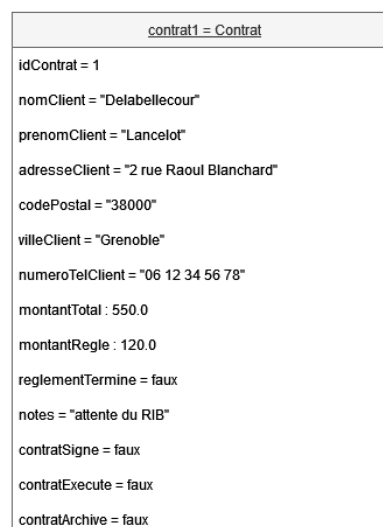 contrat1 = Contrat
idContrat = 1
nomClient = "Delabellecour"
prenomClient = "Lancelot"
adresseClient = "2 rue Raoul Blanchard"
codePostal = "38000"
villeClient = "Grenoble"
numeroTelClient = "06 12 34 56 78"
montantTotal : 550.0
montantRegle : 120.0
reglementTermine = faux
notes = "attente du RIB"
contratSigne = faux
contratExecute = faux
contratArchive = faux